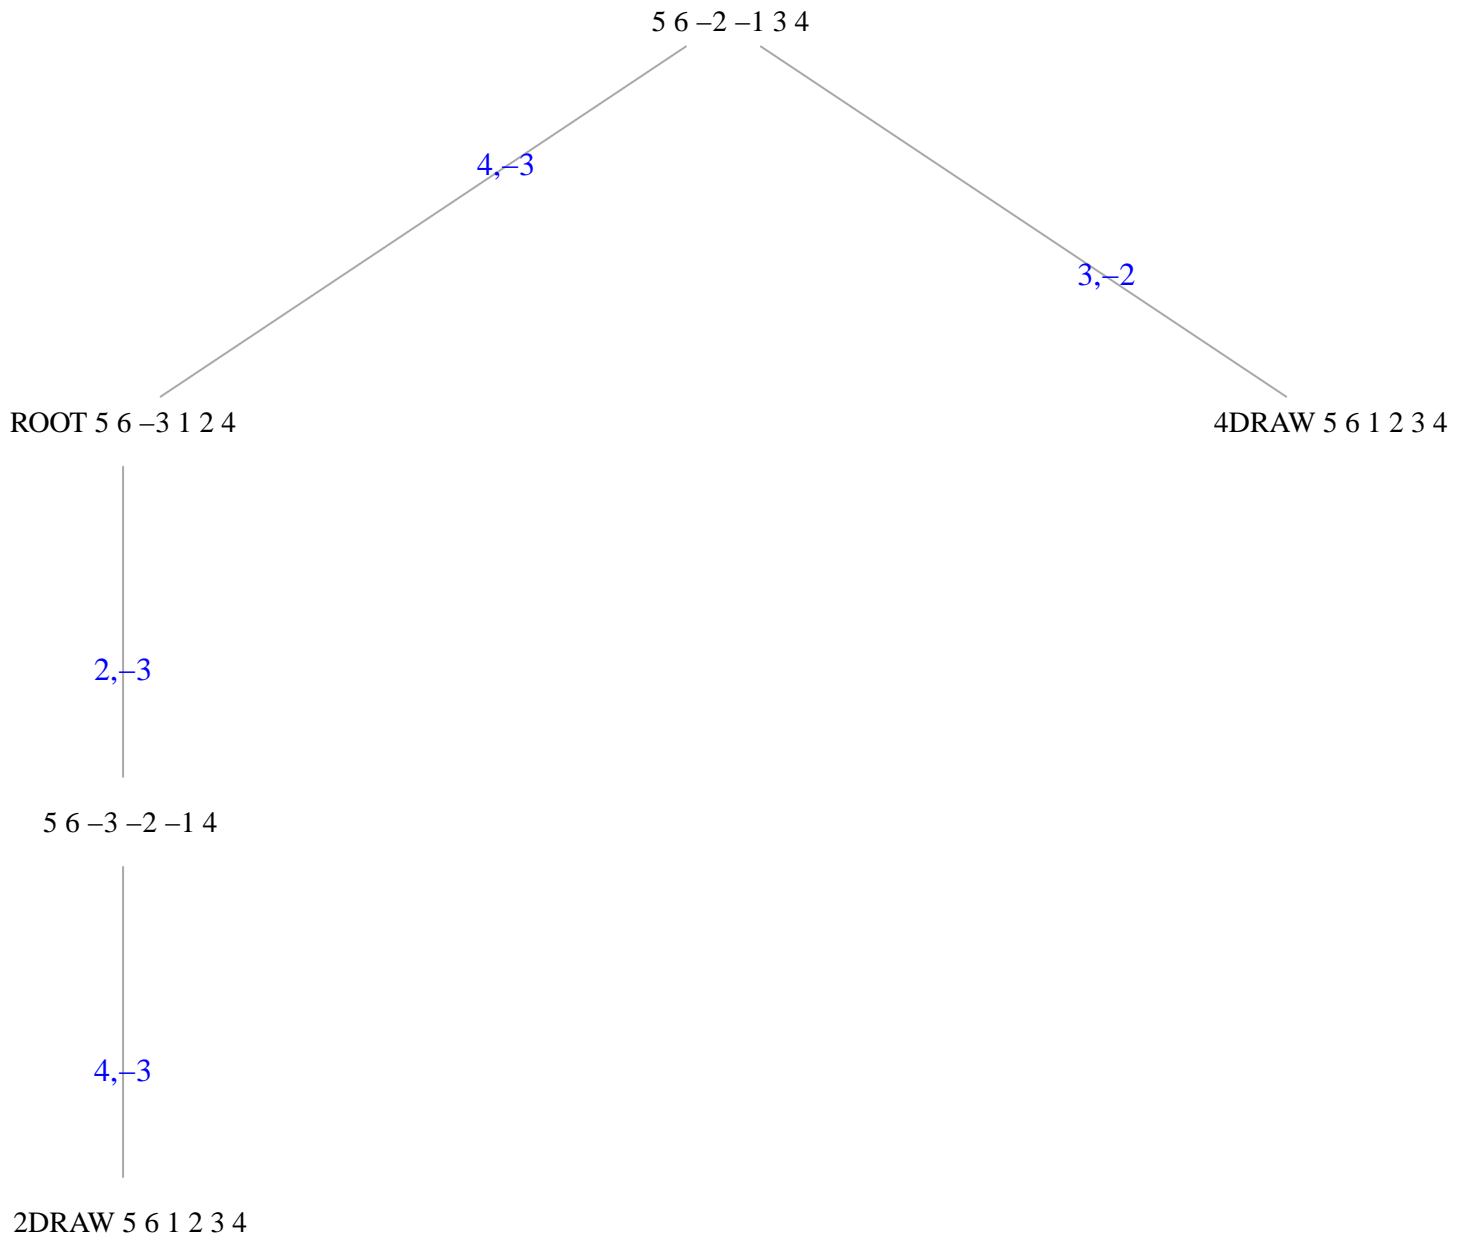 5 6 –2 –1 3 4
4,–3
3,–2
ROOT 5 6 –3 1 2 4
4DRAW 5 6 1 2 3 4
2,–3
5 6 –3 –2 –1 4
4,–3
2DRAW 5 6 1 2 3 4